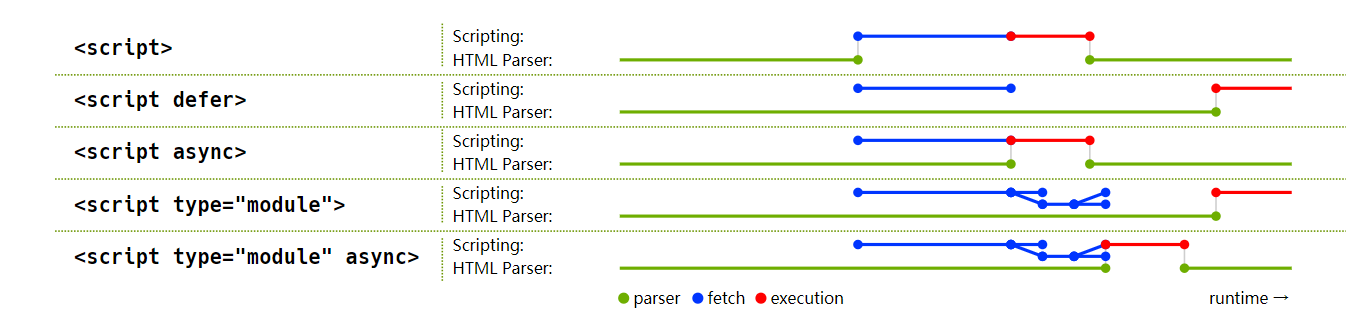 <script>
Scripting:
HTML Parser:
<script defer>
Scripting:
HTML Parser:
<script async>
Scripting:
HTML Parser:
<script type="module">
Scripting:
HTML Parser:
<script type="module" async>
Scripting:
HTML Parser:
parser fetch execution runtime →